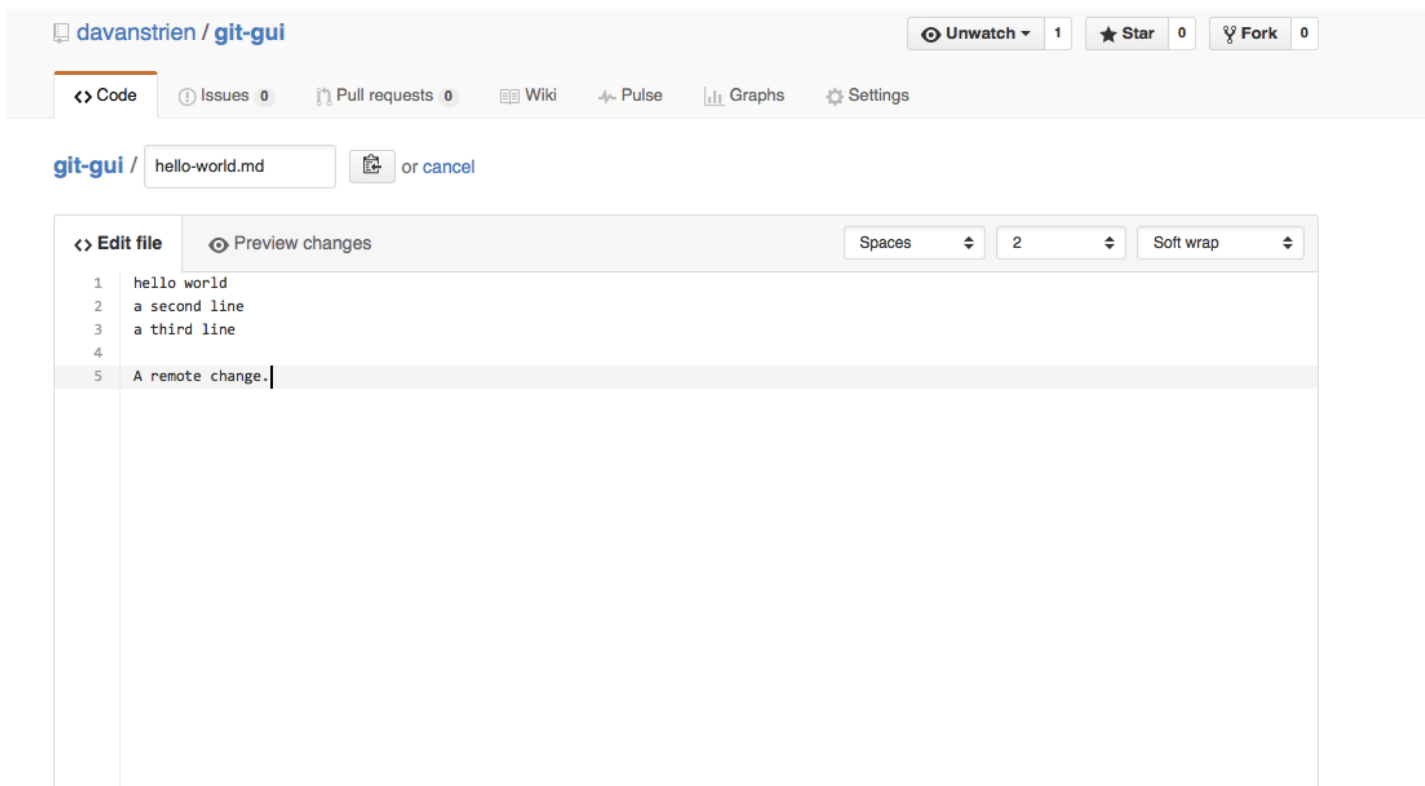 davanstrien / git-gui Unwatch 1 Star 0 Fork 0
<> Code Issues 0 Pull requests 0 Wiki Pulse Graphs Settings
git-gui / hello-world.md or cancel
<> Edit file Preview changes Spaces 2 Soft wrap
1 hello world
2 a second line
3 a third line
4
5 A remote change.